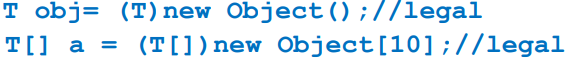 T obj= (T)new Object();//legal
T[] a = (T[])new Object[10];//legal